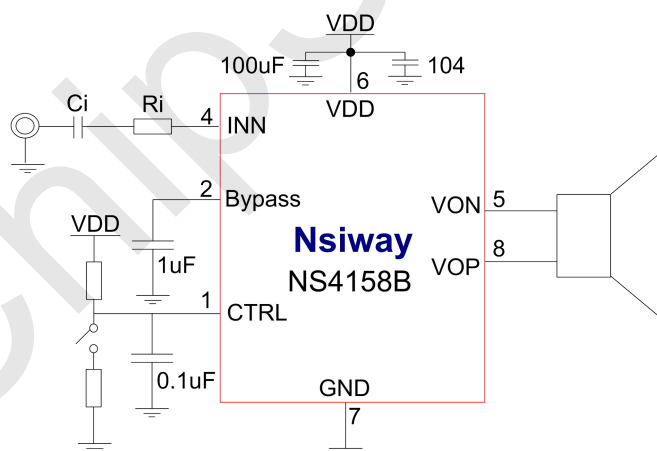 VDD
100uF
104
6
VDD
Ci
Ri
4
INN
2
Bypass
VDD
1uF
VON
5
Nsiway
NS4158B
VOP
8
1
CTRL
0.1uF
GND
7